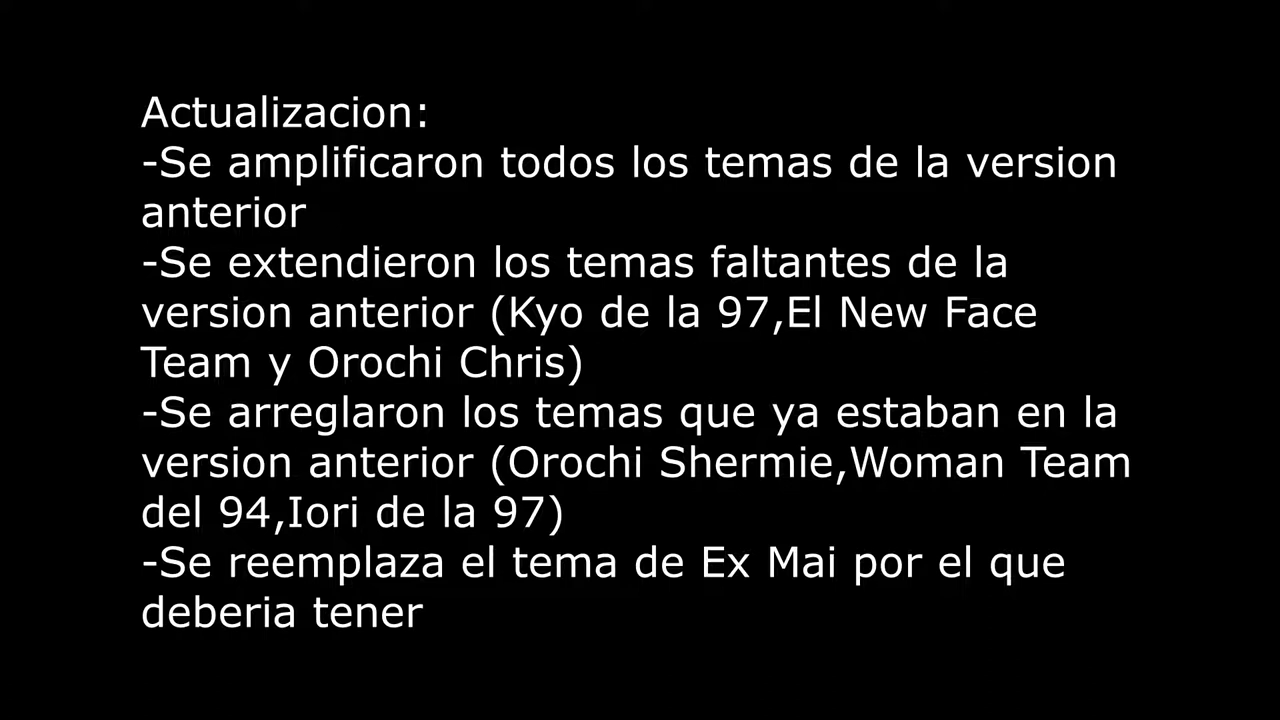 Actualizacion:
-Se amplificaron todos los temas de la version
anterior
-Se extendieron los temas faltantes de la
version anterior (Kyo de la 97,El New Face
Team y Orochi Chris)
-Se arreglaron los temas que ya estaban en la
version anterior (Orochi Shermie,Woman Team
del 94,Iori de la 97)
-Se reemplaza el tema de Ex Mai por el que
deberia tener